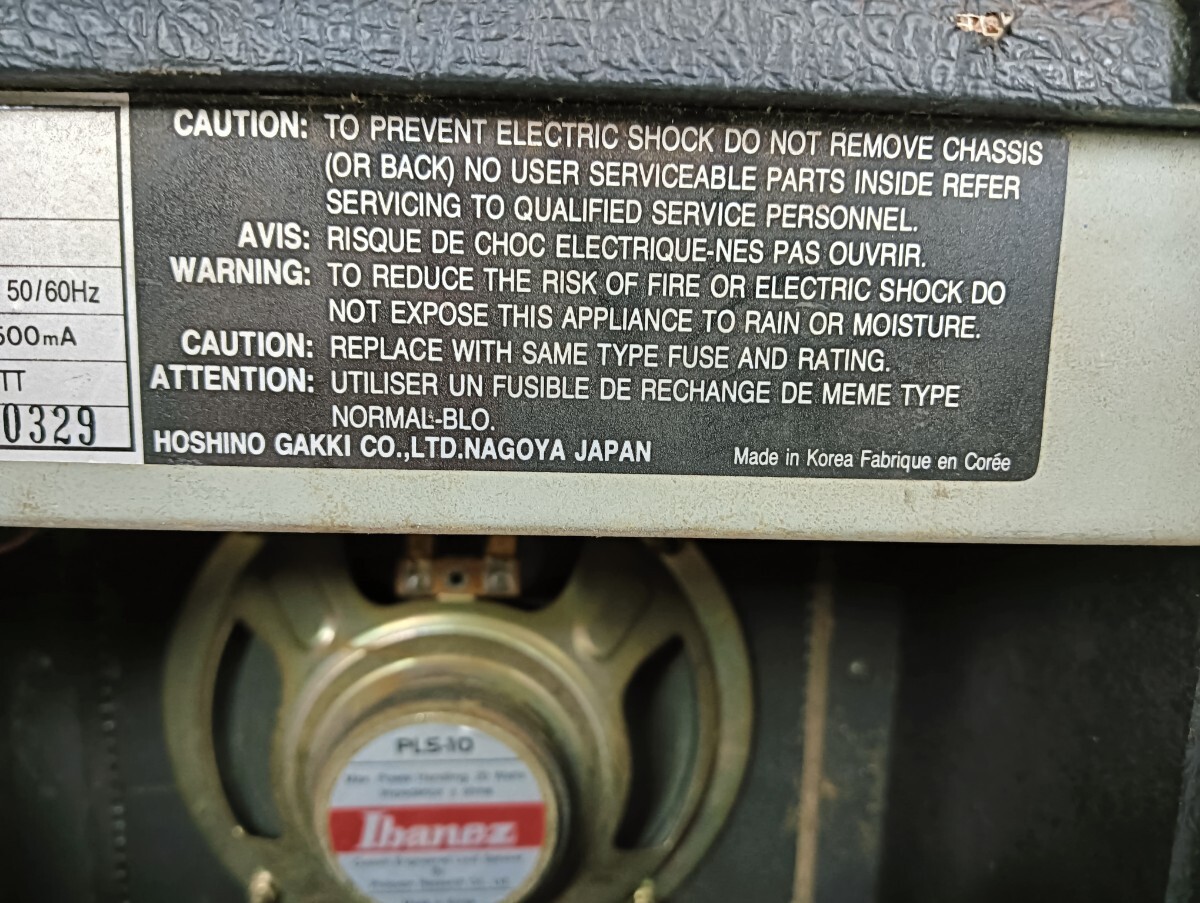 CAUTION: TO PREVENT ELECTRIC SHOCK DO NOT REMOVE CHASSIS
(OR BACK) NO USER SERVICEABLE PARTS INSIDE REFER
SERVICING TO QUALIFIED SERVICE PERSONNEL.
AVIS: RISQUE DE CHOC ELECTRIQUE-NES PAS OUVRIR.
WARNING: TO REDUCE THE RISK OF FIRE OR ELECTRIC SHOCK DO
NOT EXPOSE THIS APPLIANCE TO RAIN OR MOISTURE.
CAUTION: REPLACE WITH SAME TYPE FUSE AND RATING.
ATTENTION: UTILISER UN FUSIBLE DE RECHANGE DE MEME TYPE
NORMAL-BLO.
HOSHINO GAKKI CO.,LTD.NAGOYA JAPAN
Made in Korea Fabrique en Corée
50/60Hz
500mA
TT
0329
PLS-10
Ibanez